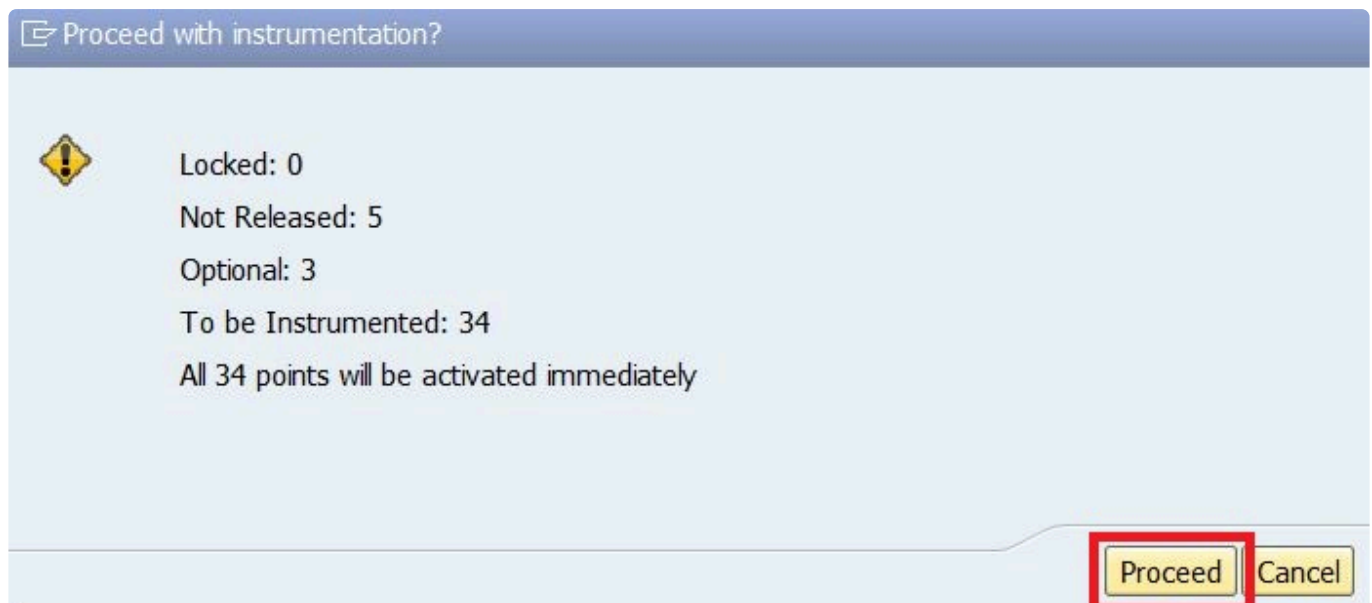 Proceed with instrumentation?
Locked: 0
Not Released: 5
Optional: 3
To be Instrumented: 34
All 34 points will be activated immediately
Proceed Cancel